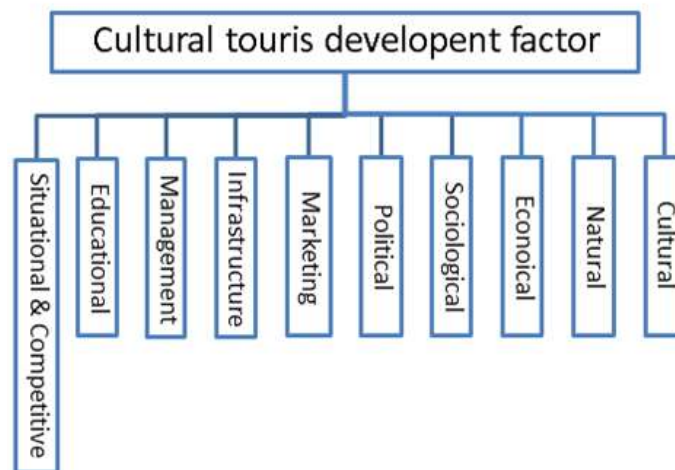 Cultural touris developent factor
Situational & Competitive
Educational
Management
Infrastructure
Marketing
Political
Sociological
Econoical
Natural
Cultural